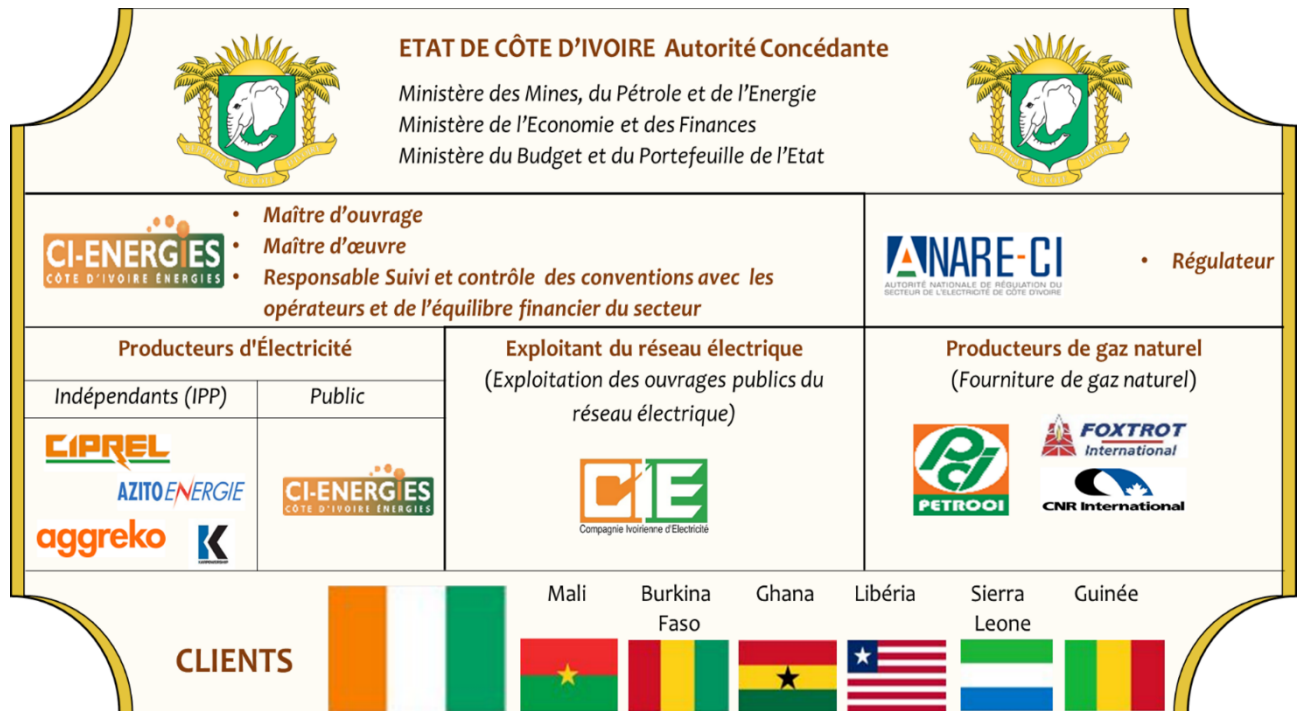 ETAT DE CÔTE D'IVOIRE Autorité Concédante
Ministère des Mines, du Pétrole et de l'Energie
Ministère de l'Economie et des Finances
Ministère du Budget et du Portefeuille de l'Etat
CI-ENERGIES
CÔTE D'IVOIRE ÉNERGIES
• Maître d'ouvrage
• Maître d'œuvre
• Responsable Suivi et contrôle des conventions avec les
opérateurs et de l'équilibre financier du secteur
ANARE-CI
AUTORITÉ NATIONALE DE RÉGULATION DU
SECTEUR DE L'ELECTRICITÉ DE CÔTE D'IVOIRE
• Régulateur
Producteurs d'Électricité
Indépendants (IPP)
Public
CIPREL
AZITO ENERGIE
aggreko
K
CI-ENERGIES
CÔTE D'IVOIRE ÉNERGIES
Exploitant du réseau électrique
(Exploitation des ouvrages publics du
réseau électrique)
CIE
Compagnie Ivoirienne d'Electricité
Producteurs de gaz naturel
(Fourniture de gaz naturel)
PCI
PETROCI
FOXTROT
International
CNR International
CLIENTS
Mali
Burkina
Faso
Ghana
Libéria
Sierra
Leone
Guinée